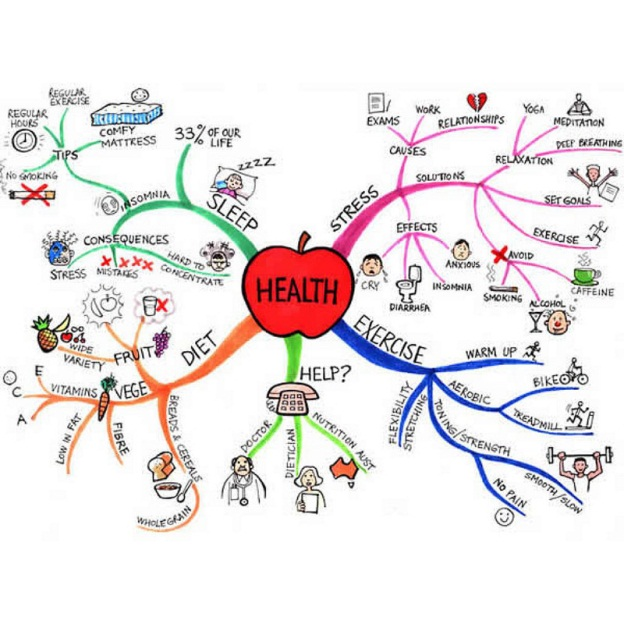 HEALTH
SLEEP
33% OF OUR
LIFE
ZZZZ
INSOMNIA
TIPS
REGULAR
EXERCISE
REGULAR
HOURS
COMFY
MATTRESS
NO SMOKING
CONSEQUENCES
STRESS
MISTAKES
HARD TO
CONCENTRATE
STRESS
CAUSES
EXAMS
WORK
RELATIONSHIPS
SOLUTIONS
RELAXATION
YOGA
MEDITATION
DEEP BREATHING
SET GOALS
EXERCISE
AVOID
SMOKING
ALCOHOL
CAFFEINE
EFFECTS
CRY
DIARRHEA
INSOMNIA
ANXIOUS
EXERCISE
WARM UP
AEROBIC
BIKE
TREADMILL
TONING/STRENGTH
SMOOTH/SLOW
NO PAIN
FLEXIBILITY
STRETCHING
HELP?
DOCTOR
DIETICIAN
NUTRITION AUST
DIET
FRUIT
WIDE
VARIETY
VEGE
VITAMINS
E
C
A
LOW IN FAT
FIBRE
BREADS & CEREALS
WHOLEGRAIN